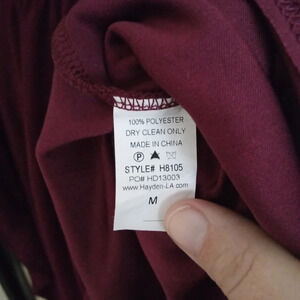 100% POLYESTER
DRY CLEAN ONLY
MADE IN CHINA
P
STYLE# H8105
PO# HD13003
www.Hayden-LA.com
M